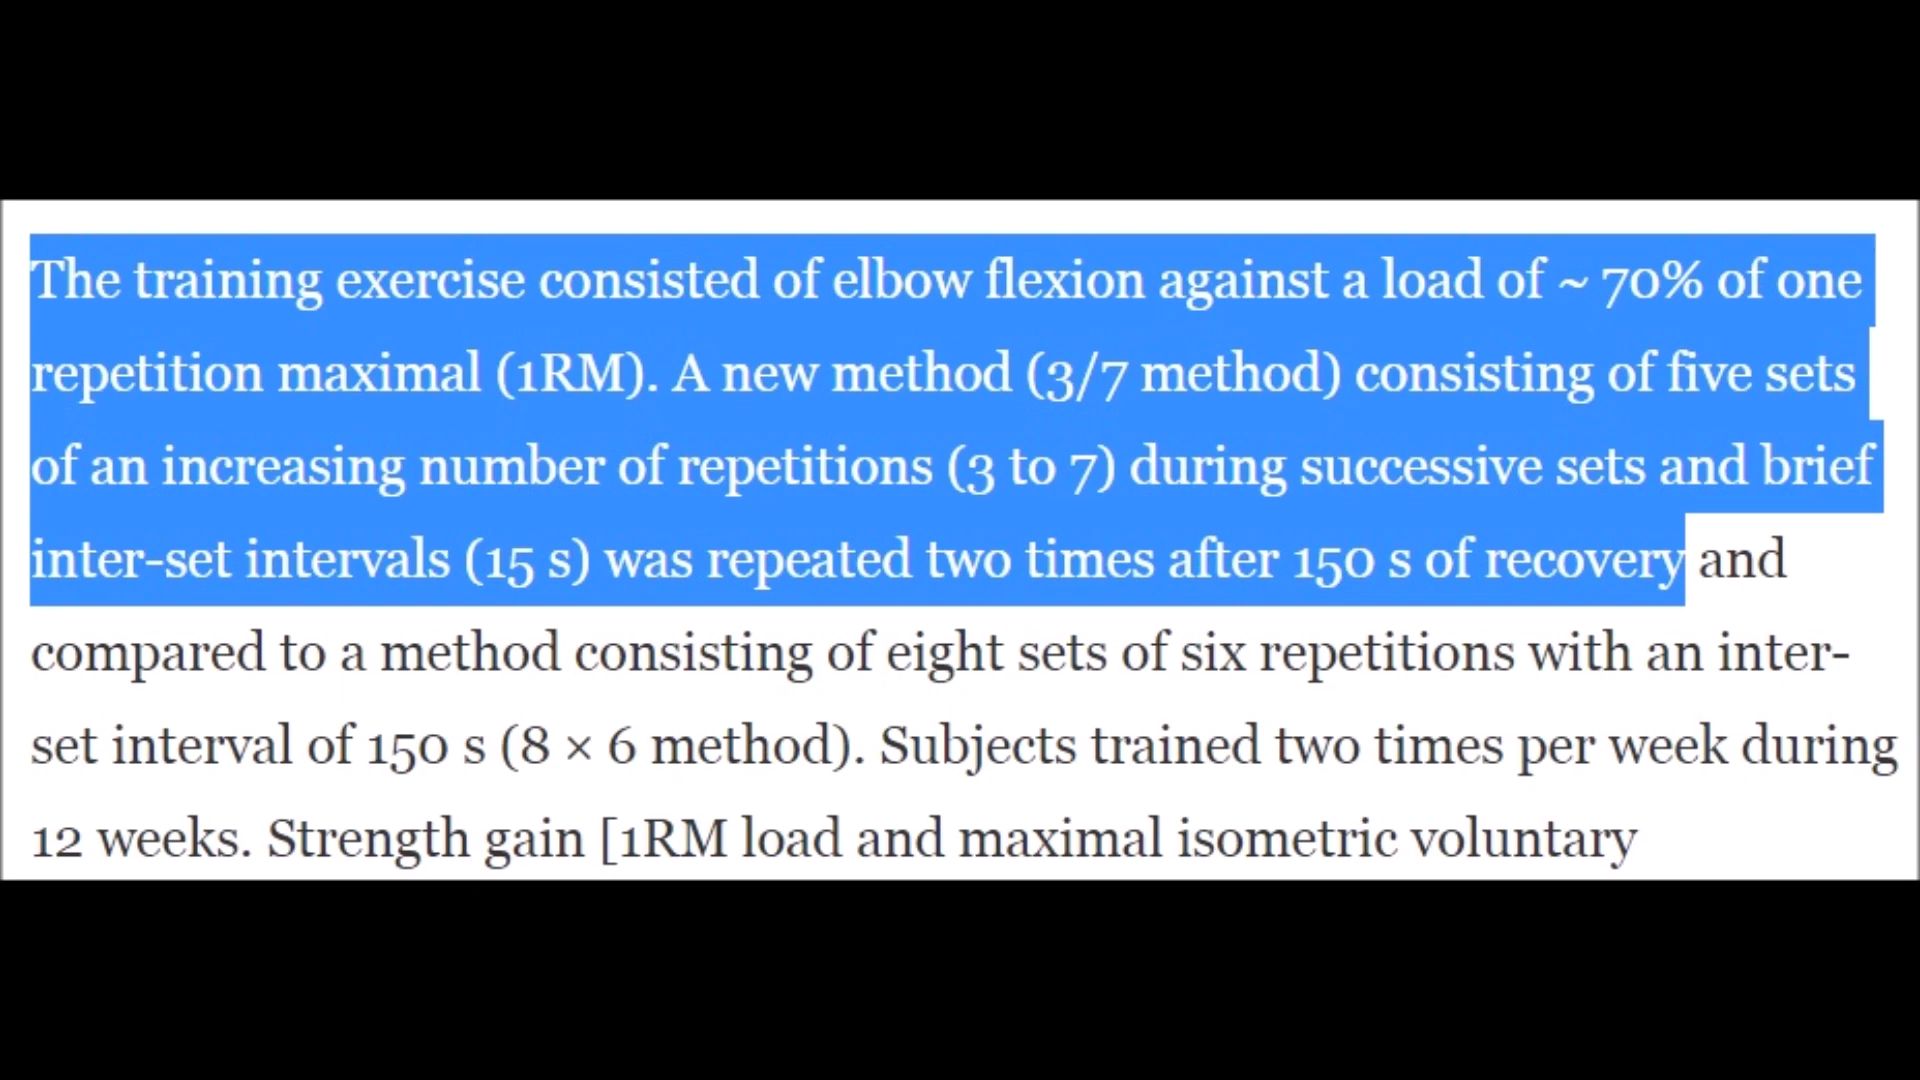 The training exercise consisted of elbow flexion against a load of ~ 70% of one
repetition maximal (1RM). A new method (3/7 method) consisting of five sets
of an increasing number of repetitions (3 to 7) during successive sets and brief
inter-set intervals (15 s) was repeated two times after 150 s of recovery and
compared to a method consisting of eight sets of six repetitions with an inter-
set interval of 150 s (8 × 6 method). Subjects trained two times per week during
12 weeks. Strength gain [1RM load and maximal isometric voluntary